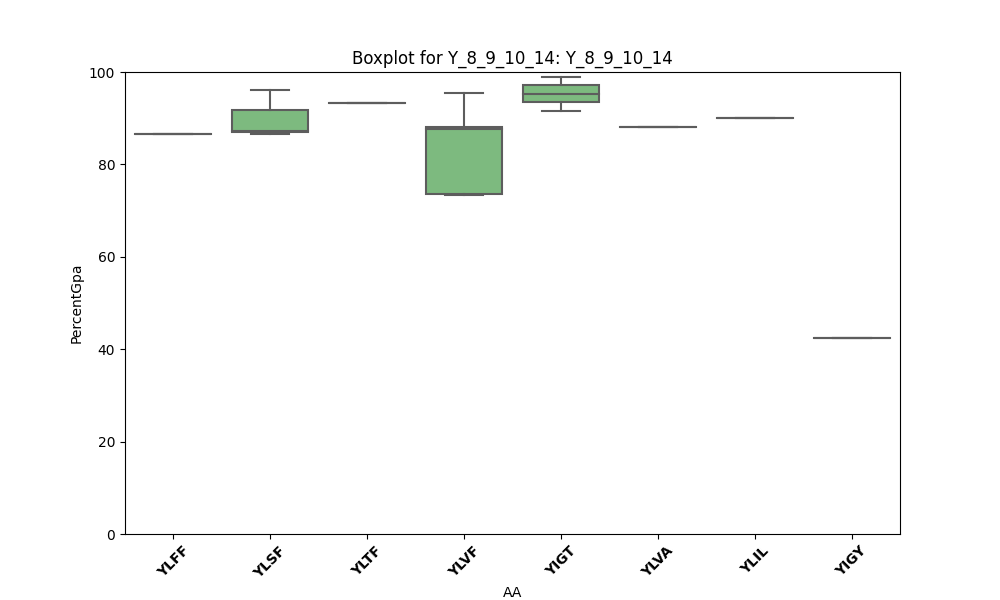 Boxplot for Y_8_9_10_14: Y_8_9_10_14
100
80
60
40
20
0
PercentGpa
YLFF
YLSF
YLTF
YLVF
YIGT
YLVA
YLIL
YIGY
AA